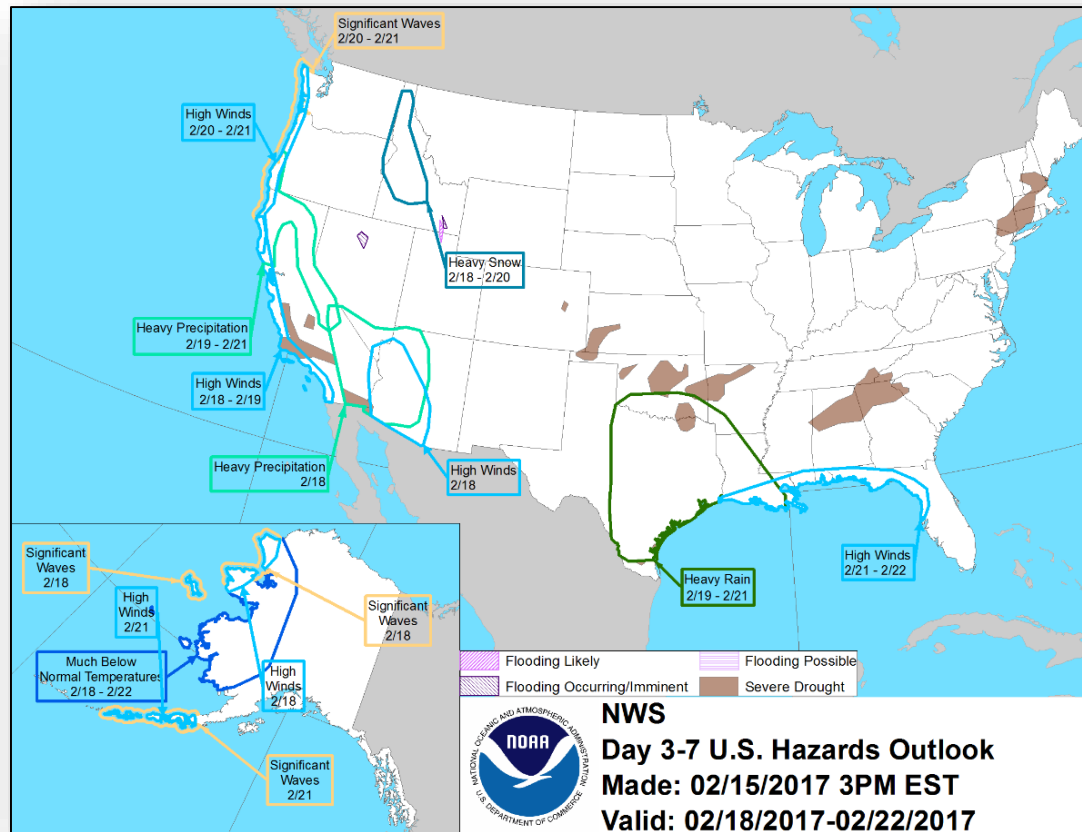 Significant Waves
2/20 - 2/21
High Winds
2/20 - 2/21
Heavy Snow
2/18 - 2/20
Heavy Precipitation
2/19 - 2/21
High Winds
2/18 - 2/19
Heavy Precipitation
2/18
High Winds
2/18
High Winds
2/21 - 2/22
Heavy Rain
2/19 - 2/21
Significant
Waves
2/18
High
Winds
2/21
Significant
Waves
2/18
Much Below
Normal Temperatures
2/18 - 2/22
High
Winds
2/18
Significant
Waves
2/21
Flooding Likely
Flooding Possible
Flooding Occurring/Imminent
Severe Drought
NATIONAL OCEANIC AND ATMOSPHERIC ADMINISTRATION
NOAA
U.S. DEPARTMENT OF COMMERCE
NWS
Day 3-7 U.S. Hazards Outlook
Made: 02/15/2017 3PM EST
Valid: 02/18/2017-02/22/2017